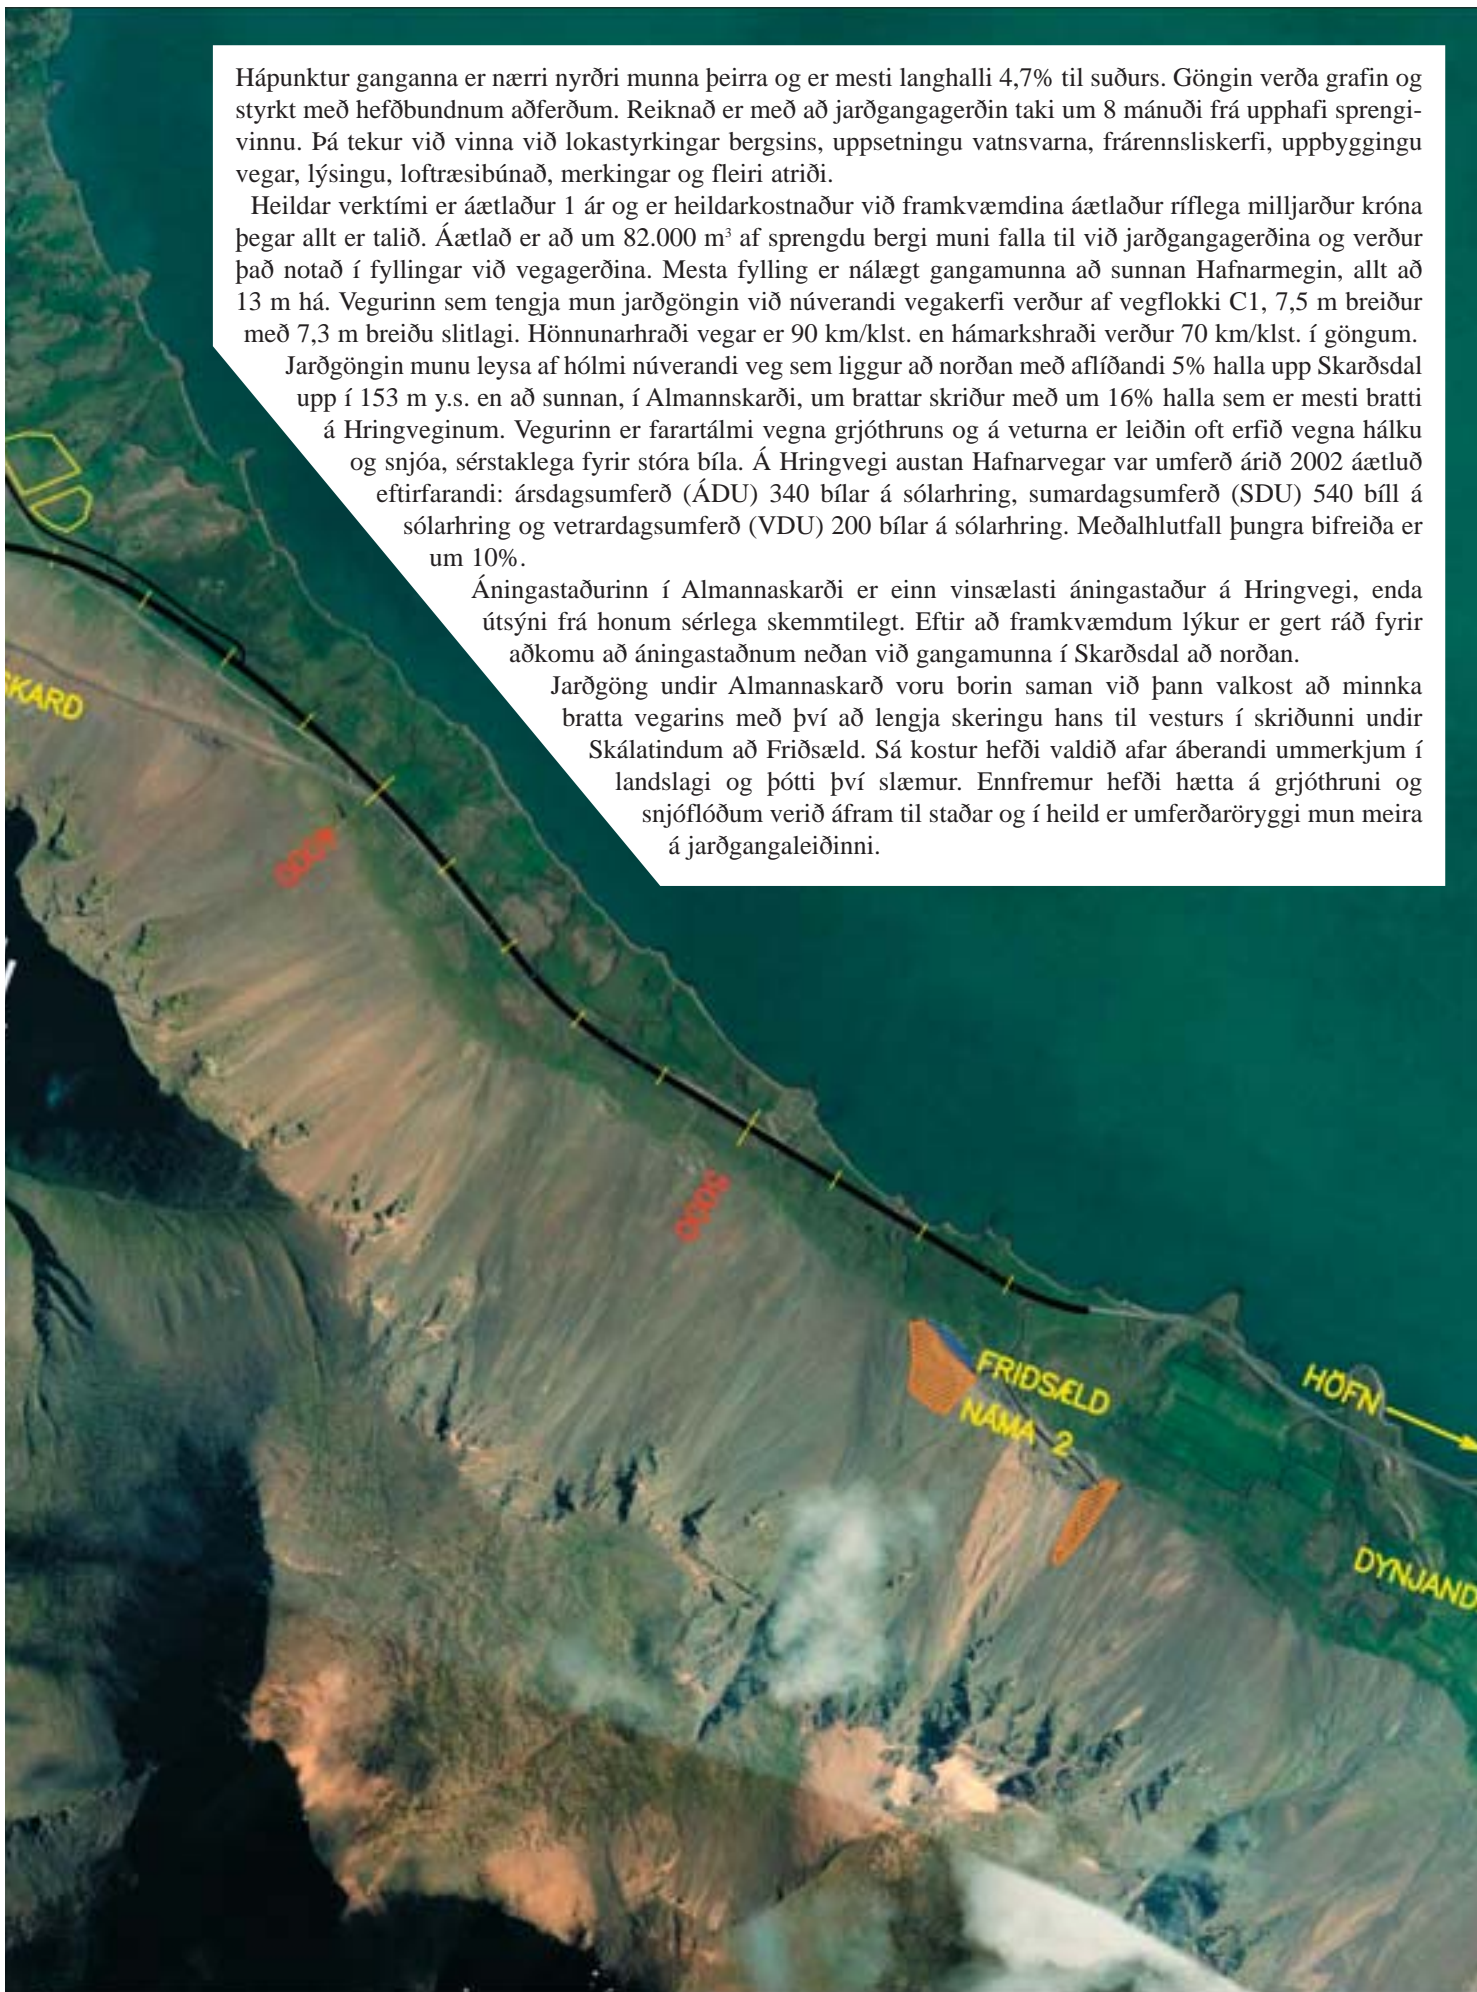 Hápunktur ganganna er nærri nyrðri munna þeirra og er mesti langhalli 4,7% til suðurs. Göngin verða grafin og
styrkt með hefðbundnum aðferðum. Reiknað er með að jarðgangagerðin taki um 8 mánuði frá upphafi sprengi-
vinnu. Þá tekur við vinna við lokastyrkingar bergsins, uppsetningu vatnsvarna, frárennsliskerfi, uppbyggingu
vegar, lýsingu, loftræsibúnað, merkingar og fleiri atriði.
Heildar verktími er áætlaður 1 ár og er heildarkostnaður við framkvæmdina áætlaður ríflega milljarður króna
þegar allt er talið. Áætlað er að um 82.000 m³ af sprengdu bergi muni falla til við jarðgangagerðina og verður
það notað í fyllingar við vegagerðina. Mesta fylling er nálægt gangamunna að sunnan Hafnarmegin, allt að
13 m há. Vegurinn sem tengja mun jarðgöngin við núverandi vegakerfi verður af vegflokki C1, 7,5 m breiður
með 7,3 m breiðu slitlagi. Hönnunarhraði vegar er 90 km/klst. en hámarkshraði verður 70 km/klst. í göngum.
Jarðgöngin munu leysa af hólmi núverandi veg sem liggur að norðan með aflíðandi 5% halla upp Skarðsdal
upp í 153 m y.s. en að sunnan, í Almannskarði, um brattar skriður með um 16% halla sem er mesti bratti
á Hringveginum. Vegurinn er farartálmi vegna grjóthruns og á veturna er leiðin oft erfið vegna hálku
og snjóa, sérstaklega fyrir stóra bíla. Á Hringvegi austan Hafnarvegar var umferð árið 2002 áætluð
eftirfarandi: ársdagsumferð (ÁDU) 340 bílar á sólarhring, sumardagsumferð (SDU) 540 bíll á
sólarhring og vetrardagsumferð (VDU) 200 bílar á sólarhring. Meðalhlutfall þungra bifreiða er
um 10%.
Áningastaðurinn í Almannaskarði er einn vinsælasti áningastaður á Hringvegi, enda
útsýni frá honum sérlega skemmtilegt. Eftir að framkvæmdum lýkur er gert ráð fyrir
aðkomu að áningastaðnum neðan við gangamunna í Skarðsdal að norðan.
Jarðgöng undir Almannaskarð voru borin saman við þann valkost að minnka
bratta vegarins með því að lengja skeringu hans til vesturs í skriðunni undir
Skálatindum að Friðsæld. Sá kostur hefði valdið afar áberandi ummerkjum í
landslagi og þótti því slæmur. Ennfremur hefði hætta á grjóthruni og
snjóflóðum verið áfram til staðar og í heild er umferðaröryggi mun meira
á jarðgangaleiðinni.
SKARD
4000
5000
FRIÐSÆLD
NÁMA 2
HÖFN
DYNJAND